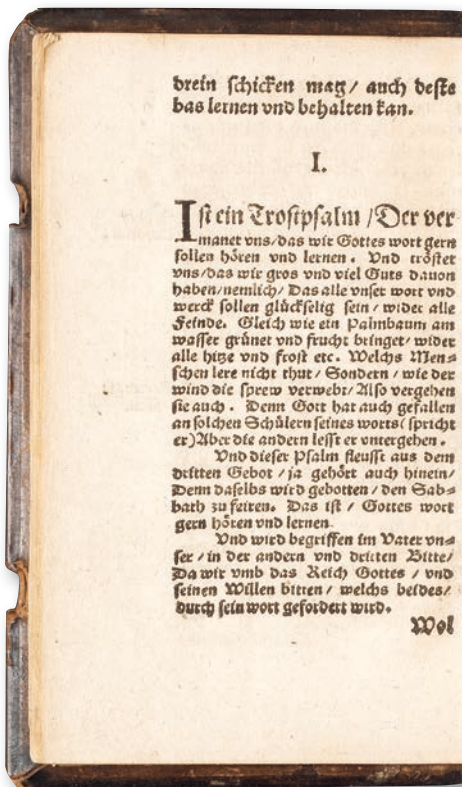 drein schicken mag / auch deste
bas lernen vnd behalten kan.
I.
Ist ein Trostpsalm / Der ver
manet vns / das wir Gottes wort gern
sollen hören vnd lernen. Vnd tröstet
vns / das wir gros vnd viel Guts dauon
haben / nemlich / Das alle vnser wort vnd
werck sollen glückselig sein / wider alle
Feinde. Gleich wie ein Palmbaum am
wasser grünet vnd frucht bringet / wider
alle hitze vnd frost etc. Welchs Men⸗
schen lere nicht thut / Sondern / wie der
wind die sprew verwebt / Also vergehen
sie auch. Denn Gott hat auch gefallen
an solchen Schülern seines worts ( spricht
er ) Aber die andern lesst er vntergehen.
Vnd dieser Psalm fleusst aus dem
dritten Gebot / ja gehört auch hinein /
Denn daselbs wird gebotten / den Sab⸗
bath zu feiren. Das ist / Gottes wort
gern hören vnd lernen.
Vnd wird begriffen im Vater vn⸗
ser / in der andern vnd dritten Bitte /
Da wir vmb das Reich Gottes / vnd
seinen Willen bitten / welchs beides /
durch sein wort gefordert wird.
Wol